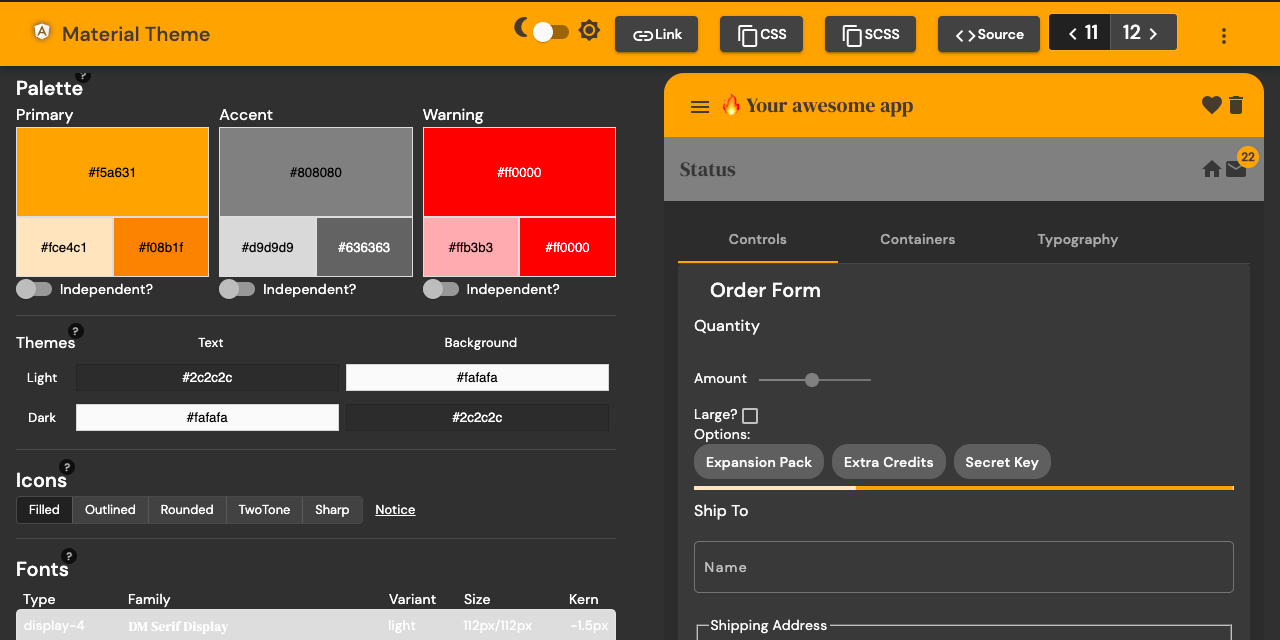 Material Theme
Link
CSS
SCSS
Source
11
12
Palette ?
Primary
Accent
Warning
#f5a631
#808080
#ff0000
#fce4c1
#f08b1f
#d9d9d9
#636363
#ffb3b3
#ff0000
Independent?
Independent?
Independent?
Themes ?
Text
Background
Light
#2c2c2c
#fafafa
Dark
#fafafa
#2c2c2c
Icons ?
Filled
Outlined
Rounded
TwoTone
Sharp
Notice
Fonts ?
Type
Family
Variant
Size
Kern
display-4
DM Serif Display
light
112px/112px
-1.5px
Your awesome app
Status
22
Controls
Containers
Typography
Order Form
Quantity
Amount
Large?
Options:
Expansion Pack
Extra Credits
Secret Key
Ship To
Name
Shipping Address